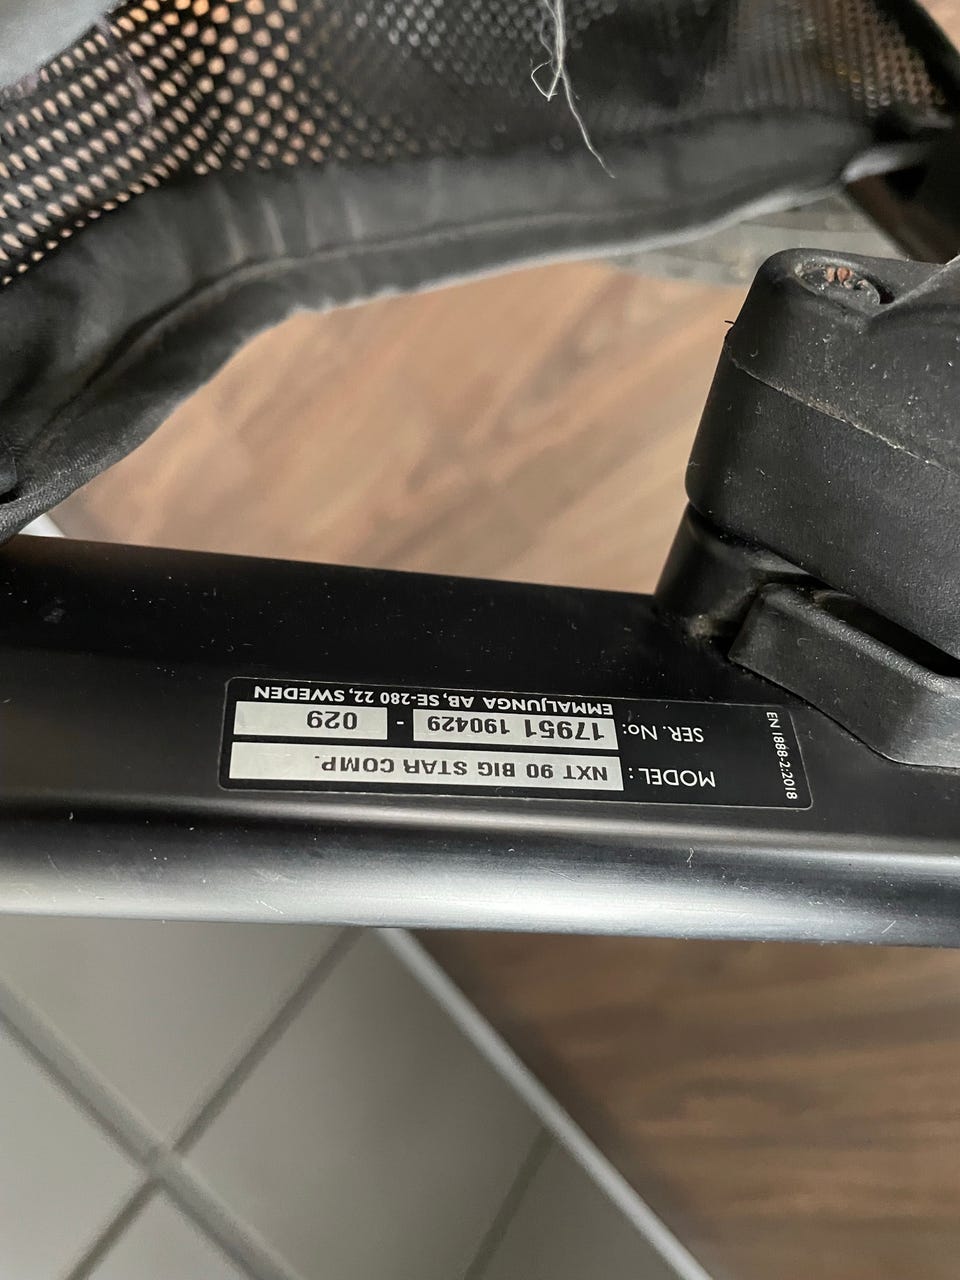 MODEL: NXT 90 BIG STAR COMP.
SER. No: 17951 190429 - 029
EMMALJUNGA AB, SE-280 22, SWEDEN
EN 1888-2:2018